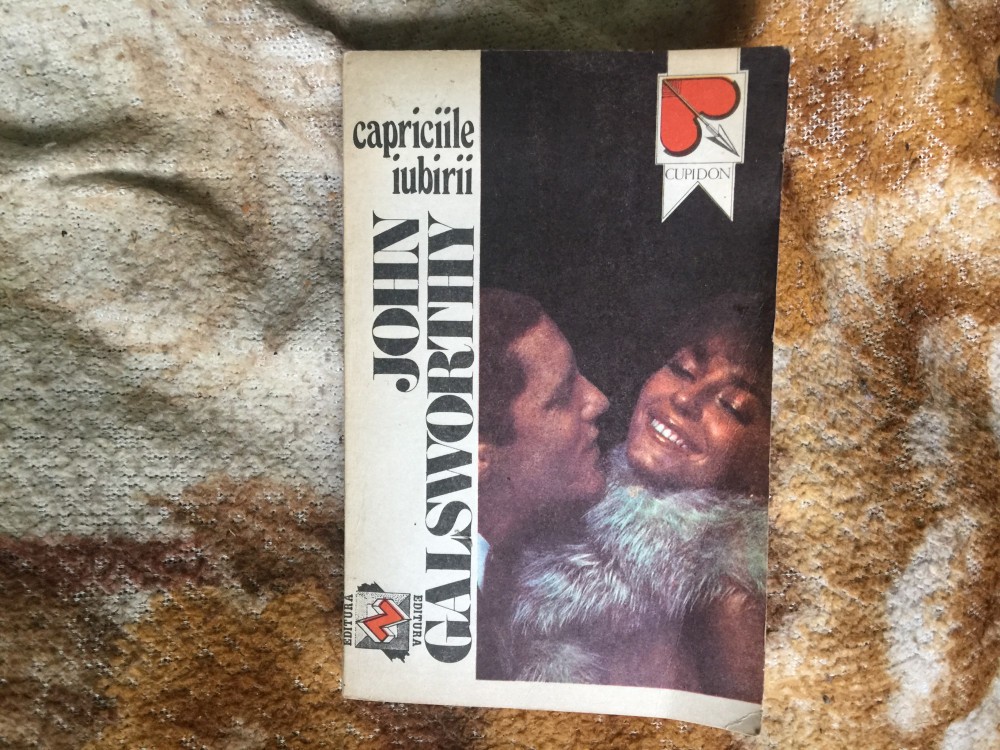 capriciile
iubirii
JOHN
GALSWORTHY
CUPIDON
EDITURA
EDITURA